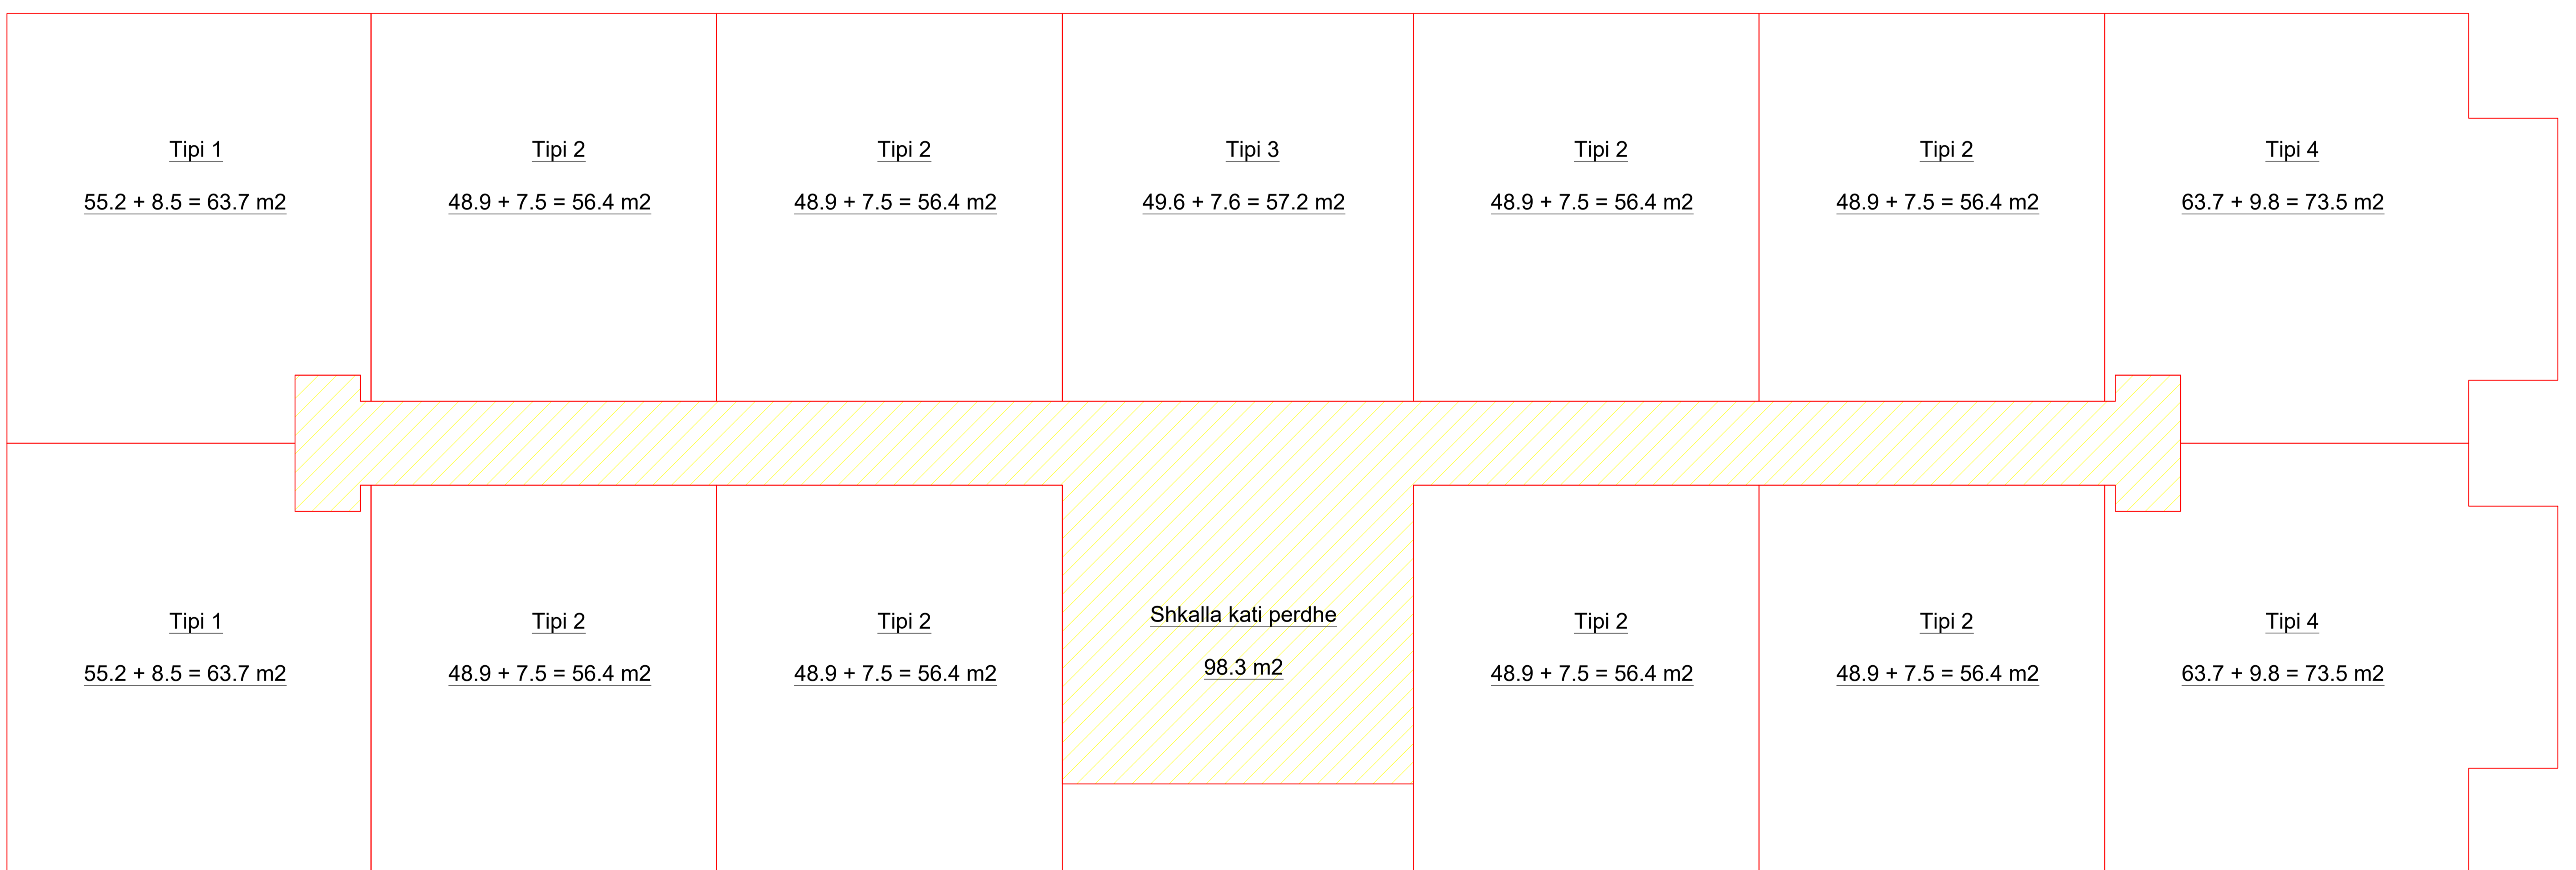 Tipi 1
55.2 + 8.5 = 63.7 m2
Tipi 2
48.9 + 7.5 = 56.4 m2
Tipi 2
48.9 + 7.5 = 56.4 m2
Tipi 3
49.6 + 7.6 = 57.2 m2
Tipi 2
48.9 + 7.5 = 56.4 m2
Tipi 2
48.9 + 7.5 = 56.4 m2
Tipi 4
63.7 + 9.8 = 73.5 m2
Tipi 1
55.2 + 8.5 = 63.7 m2
Tipi 2
48.9 + 7.5 = 56.4 m2
Tipi 2
48.9 + 7.5 = 56.4 m2
Shkalla kati perdhe
98.3 m2
Tipi 2
48.9 + 7.5 = 56.4 m2
Tipi 2
48.9 + 7.5 = 56.4 m2
Tipi 4
63.7 + 9.8 = 73.5 m2